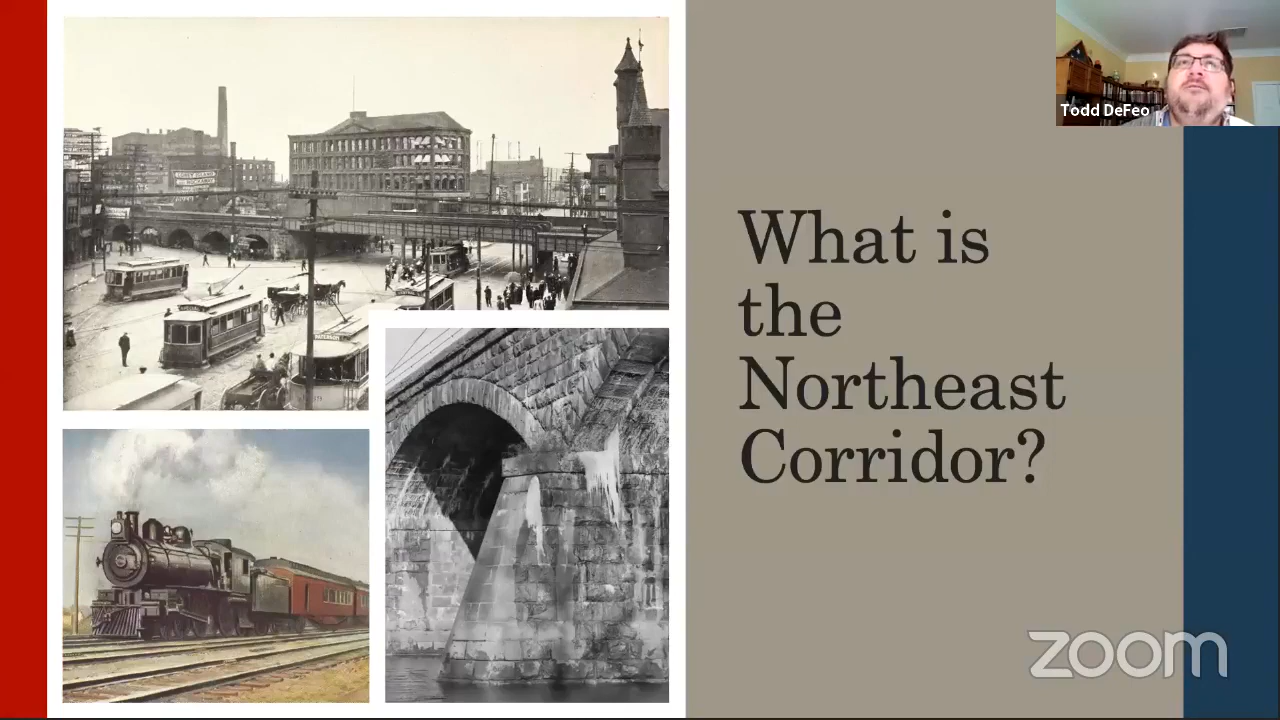 Todd DeFeo
What is
the
Northeast
Corridor?
zoom